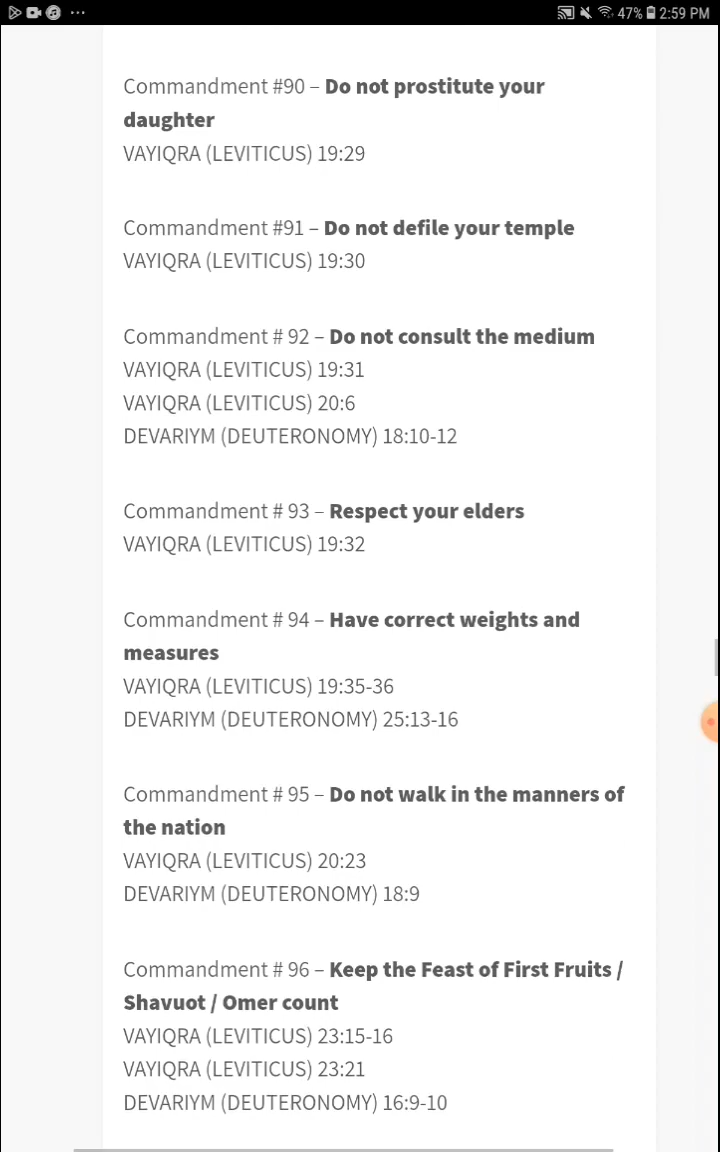 47% 2:59 PM
Commandment #90 – Do not prostitute your
daughter
VAYIQRA (LEVITICUS) 19:29
Commandment #91 – Do not defile your temple
VAYIQRA (LEVITICUS) 19:30
Commandment # 92 – Do not consult the medium
VAYIQRA (LEVITICUS) 19:31
VAYIQRA (LEVITICUS) 20:6
DEVARIYM (DEUTERONOMY) 18:10-12
Commandment # 93 – Respect your elders
VAYIQRA (LEVITICUS) 19:32
Commandment # 94 – Have correct weights and
measures
VAYIQRA (LEVITICUS) 19:35-36
DEVARIYM (DEUTERONOMY) 25:13-16
Commandment # 95 – Do not walk in the manners of
the nation
VAYIQRA (LEVITICUS) 20:23
DEVARIYM (DEUTERONOMY) 18:9
Commandment # 96 – Keep the Feast of First Fruits /
Shavuot / Omer count
VAYIQRA (LEVITICUS) 23:15-16
VAYIQRA (LEVITICUS) 23:21
DEVARIYM (DEUTERONOMY) 16:9-10